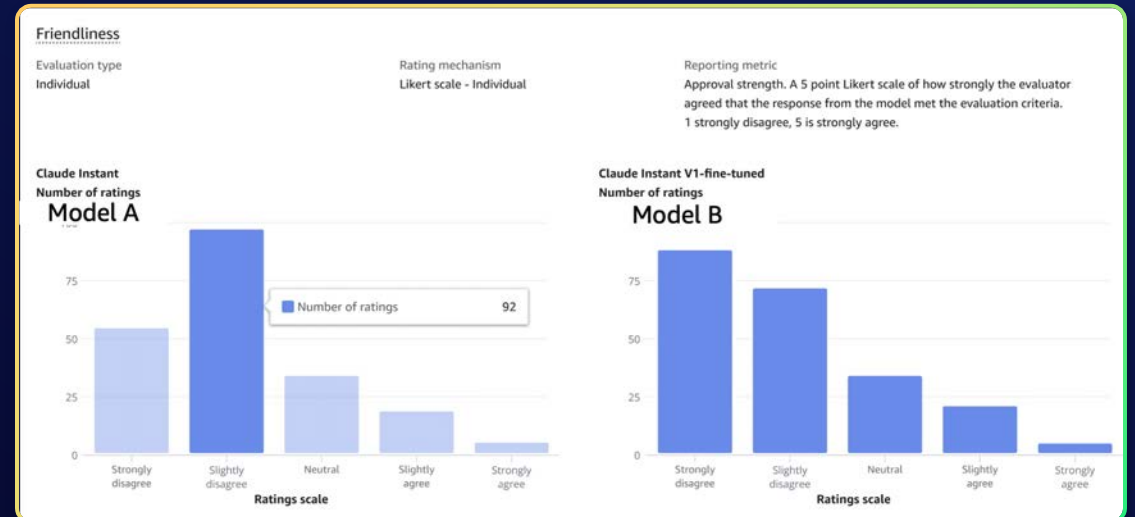 Friendliness
Evaluation type
Individual
Rating mechanism
Likert scale - Individual
Reporting metric
Approval strength. A 5 point Likert scale of how strongly the evaluator
agreed that the response from the model met the evaluation criteria.
1 strongly disagree, 5 is strongly agree.
Claude Instant
Number of ratings
Model A
75
50
25
0
Number of ratings 92
Strongly disagree
Slightly disagree
Neutral
Slightly agree
Strongly agree
Ratings scale
Claude Instant V1-fine-tuned
Number of ratings
Model B
75
50
25
0
Strongly disagree
Slightly disagree
Neutral
Slightly agree
Strongly agree
Ratings scale